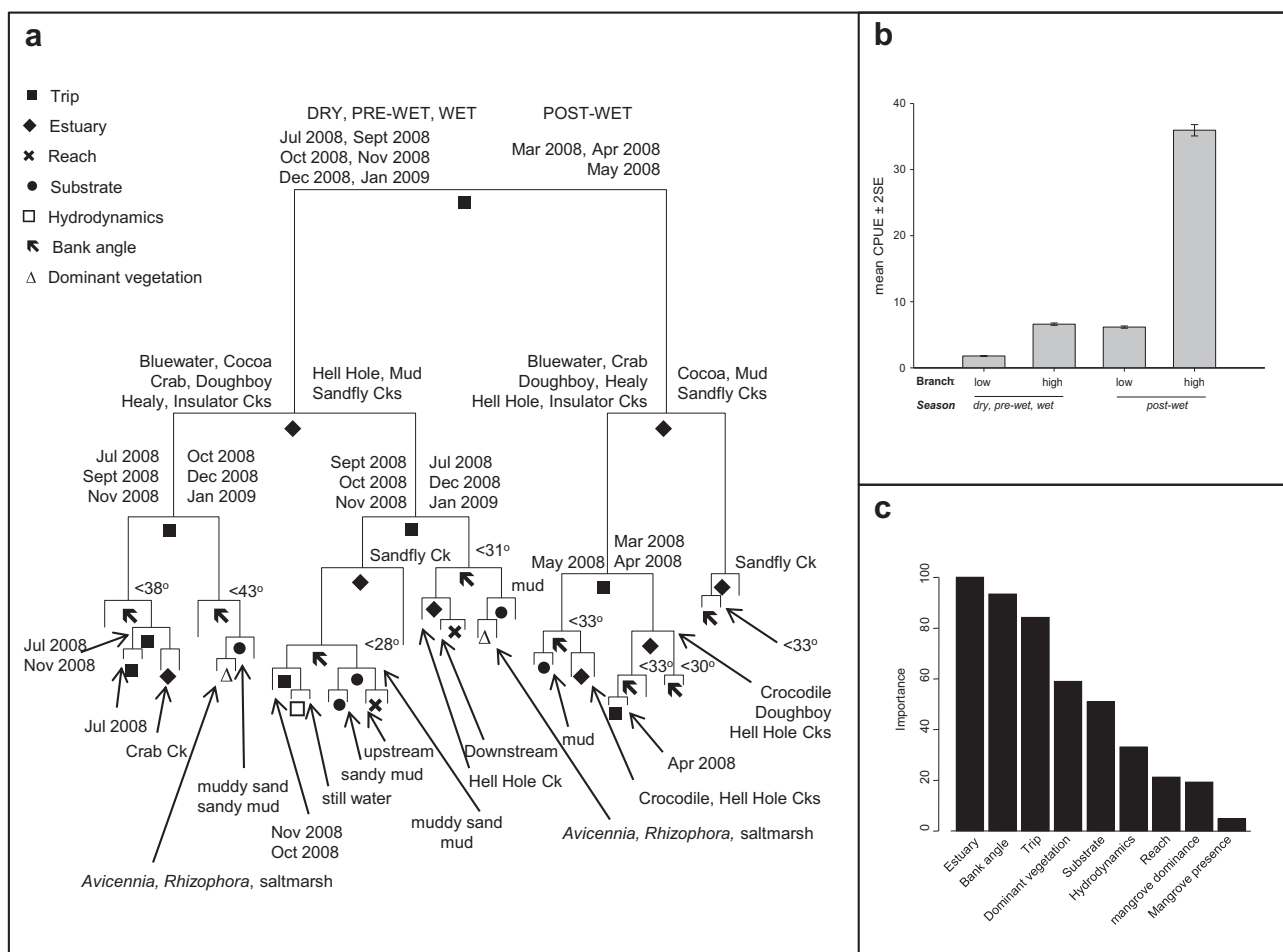 a
Trip
Estuary
Reach
Substrate
Hydrodynamics
Bank angle
Dominant vegetation
DRY, PRE-WET, WET
Jul 2008, Sept 2008
Oct 2008, Nov 2008
Dec 2008, Jan 2009
POST-WET
Mar 2008, Apr 2008
May 2008
Bluewater, Cocoa
Crab, Doughboy
Healy, Insulator Cks
Hell Hole, Mud
Sandfly Cks
Bluewater, Crab
Doughboy, Healy
Hell Hole, Insulator Cks
Cocoa, Mud
Sandfly Cks
Jul 2008
Sept 2008
Nov 2008
Oct 2008
Dec 2008
Jan 2009
Sept 2008
Oct 2008
Nov 2008
Jul 2008
Dec 2008
Jan 2009
Mar 2008
Apr 2008
May 2008
Sandfly Ck
<31º
Sandfly Ck
<38º
<43º
mud
<33º
<28º
<33º
<30º
<33º
Jul 2008
Nov 2008
Jul 2008
Crab Ck
muddy sand
sandy mud
Avicennia, Rhizophora, saltmarsh
Nov 2008
Oct 2008
still water
upstream
sandy mud
muddy sand
mud
Downstream
Hell Hole Ck
mud
Apr 2008
Crocodile
Doughboy
Hell Hole Cks
Crocodile, Hell Hole Cks
Avicennia, Rhizophora, saltmarsh
b
mean CPUE ± 2SE
40
30
20
10
0
Branch: low high low high
Season dry, pre-wet, wet post-wet
c
Importance
100
80
60
40
20
0
Estuary
Bank angle
Trip
Dominant vegetation
Substrate
Hydrodynamics
Reach
mangrove dominance
Mangrove presence